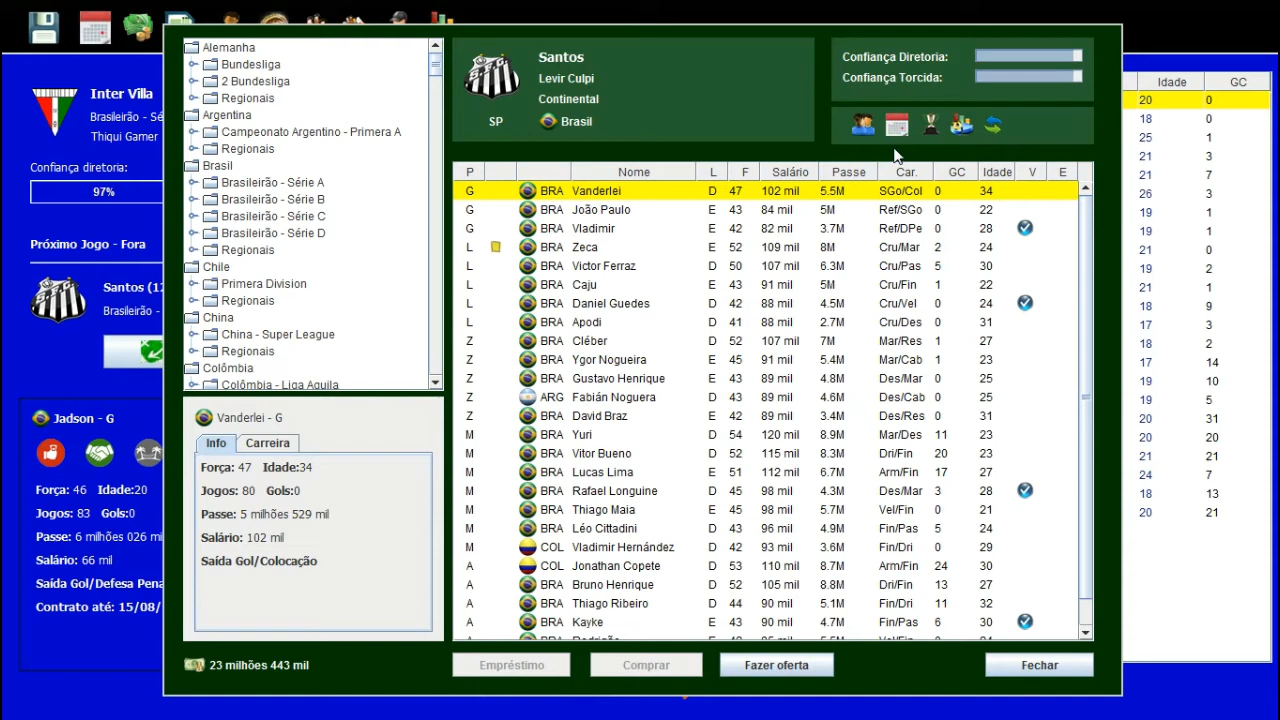 Inter Villa
Brasileirão - Sé
Thiqui Gamer
Confiança diretoria:
97%
Próximo Jogo - Fora
Santos (12
Brasileirão -
Jadson - G
Força: 46 Idade:20
Jogos: 83 Gols:0
Passe: 6 milhões 026 mi
Salário: 66 mil
Saída Gol/Defesa Pena
Contrato até: 15/08/
Alemanha
Bundesliga
2 Bundesliga
Regionais
Argentina
Campeonato Argentino - Primera A
Regionais
Brasil
Brasileirão - Série A
Brasileirão - Série B
Brasileirão - Série C
Brasileirão - Série D
Regionais
Chile
Primera Division
Regionais
China
China - Super League
Regionais
Colômbia
Colômbia - Liga Aguila
Vanderlei - G
Info Carreira
Força: 47 Idade:34
Jogos: 80 Gols:0
Passe: 5 milhões 529 mil
Salário: 102 mil
Saída Gol/Colocação
23 milhões 443 mil
Santos
Levir Culpi
Continental
SP Brasil
Confiança Diretoria:
Confiança Torcida:
P Nome L F Salário Passe Car. GC Idade V E
G BRA Vanderlei D 47 102 mil 5.5M SGo/Col 0 34
G BRA João Paulo E 43 84 mil 5M Ref/SGo 0 22
G BRA Vladimir E 42 82 mil 3.7M Ref/DPe 0 28
L BRA Zeca E 52 109 mil 8M Cru/Mar 2 24
L BRA Victor Ferraz D 50 107 mil 6.3M Cru/Pas 5 30
L BRA Caju E 43 91 mil 5M Cru/Fin 1 22
L BRA Daniel Guedes D 42 88 mil 4.5M Cru/Vel 0 24
L BRA Apodi D 41 88 mil 2.7M Cru/Des 0 31
Z BRA Cléber D 52 107 mil 7M Mar/Res 1 27
Z BRA Ygor Nogueira E 45 91 mil 5.4M Mar/Cab 1 23
Z BRA Gustavo Henrique D 43 89 mil 4.8M Des/Mar 0 25
Z ARG Fabián Noguera D 43 89 mil 4.6M Des/Cab 0 25
Z BRA David Braz E 42 89 mil 3.4M Des/Res 0 31
M BRA Yuri D 54 120 mil 8.9M Mar/Des 11 23
M BRA Vitor Bueno D 52 115 mil 8.3M Dri/Fin 20 23
M BRA Lucas Lima E 51 112 mil 6.7M Arm/Fin 17 27
M BRA Rafael Longuine D 45 98 mil 4.3M Des/Mar 3 28
M BRA Thiago Maia E 45 98 mil 5.7M Vel/Fin 0 21
M BRA Léo Cittadini D 43 96 mil 4.9M Fin/Pas 5 24
M COL Vladimir Hernández D 42 93 mil 3.6M Fin/Dri 0 29
A COL Jonathan Copete D 53 110 mil 8.7M Arm/Fin 24 30
A BRA Bruno Henrique D 52 105 mil 8.8M Dri/Fin 13 27
A BRA Thiago Ribeiro D 44 90 mil 5.1M Fin/Dri 11 32
A BRA Kayke E 43 90 mil 4.7M Fin/Pas 6 30
Empréstimo Comprar Fazer oferta Fechar
Idade GC
20 0
18 0
25 1
21 3
21 7
26 3
19 1
19 1
21 0
19 2
21 1
18 9
17 3
18 2
17 14
19 10
19 5
20 31
20 20
21 21
24 7
18 13
20 21